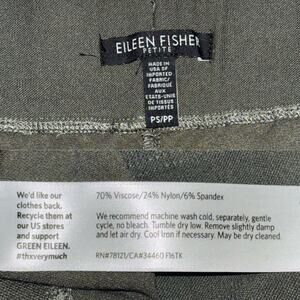 EILEEN FISHER
PETITE
MADE IN
USA OF
IMPORTED
FABRIC/
FABRIQUÉ
AUX
ÉTATS-UNIS
DE TISSUS
IMPORTÉS
PS/PP
We'd like our
clothes back.
Recycle them at
our US stores
and support
GREEN EILEEN.
#thxverymuch
70% Viscose/24% Nylon/6% Spandex
We recommend machine wash cold, separately, gentle
cycle, no bleach. Tumble dry low. Remove slightly damp
and let air dry. Cool Iron if necessary. May be dry cleaned.
RN#78121/CA#34460 F16TK